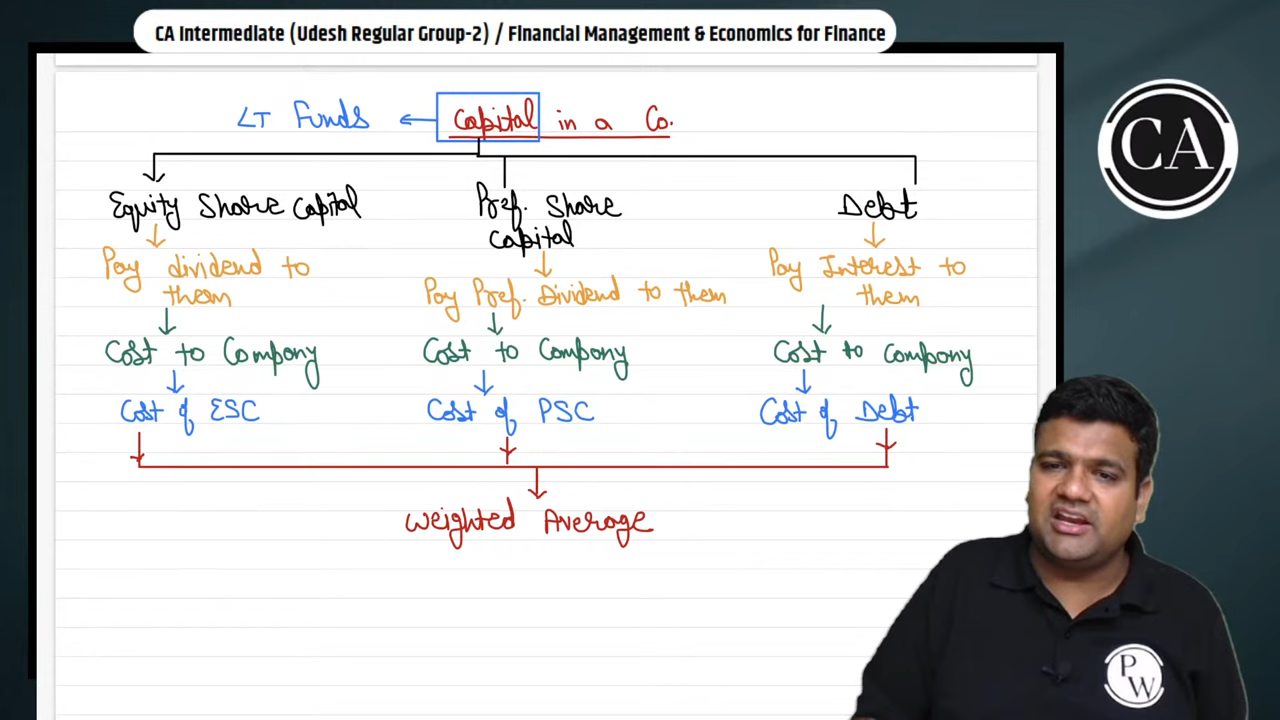 CA Intermediate (Udesh Regular Group-2) / Financial Management & Economics for Finance
LT Funds ← Capital in a Co.
CA
Equity Share Capital
Pref. Share
Capital
Debt
Pay dividend to
them
Pay Pref. Dividend to them
Pay Interest to
them
Cost to Company
Cost to Company
Cost to Company
Cost of ESC
Cost of PSC
Cost of Debt
Weighted Average
P
W